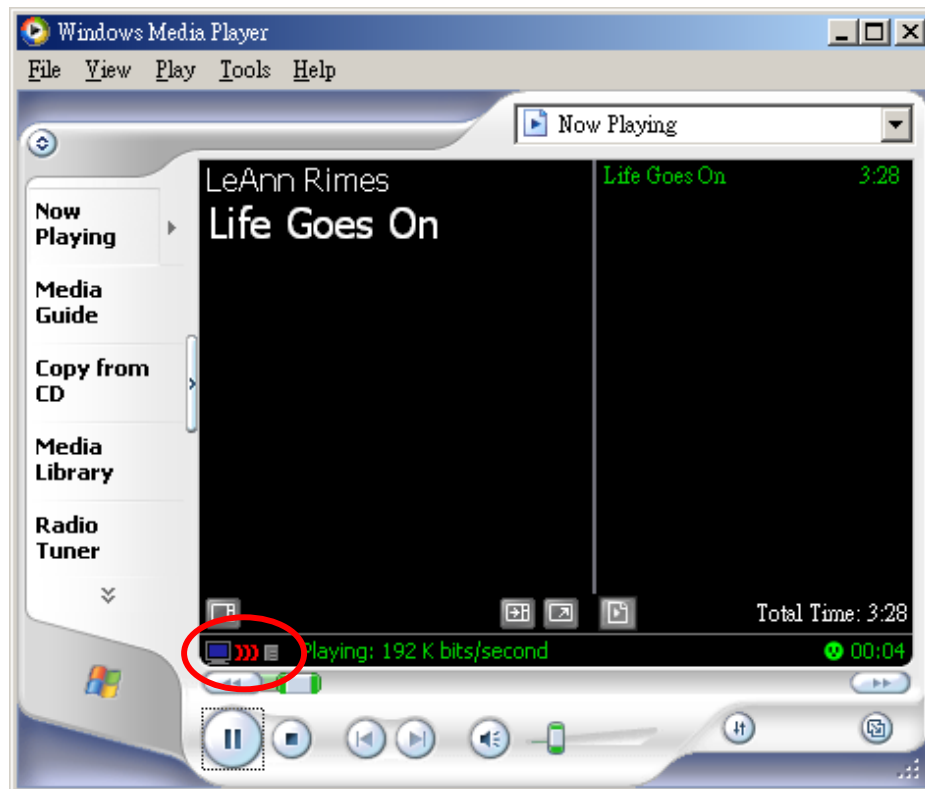 Windows Media Player
File View Play Tools Help
Now Playing
Now
Playing
Media
Guide
Copy from
CD
Media
Library
Radio
Tuner
LeAnn Rimes
Life Goes On
Life Goes On 3:28
Total Time: 3:28
Playing: 192 K bits/second 00:04